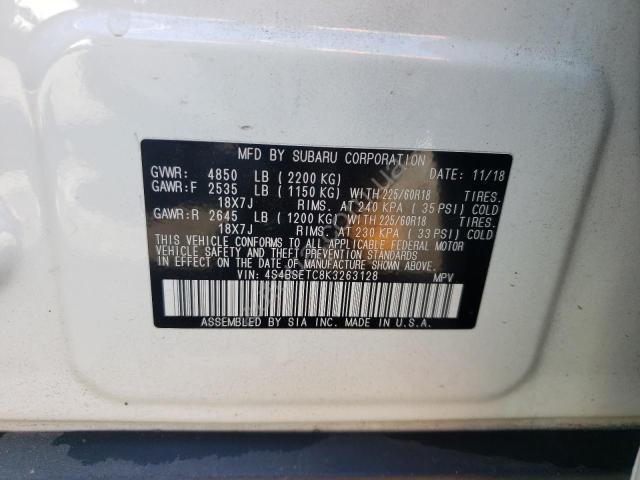 MFD BY SUBARU CORPORATION
GVWR: 4850 LB (2200 KG) DATE: 11/18
GAWR:F 2535 LB (1150 KG) WITH 225/60R18 TIRES.
18X7J RIMS. AT 240 KPA (35 PSI) COLD
GAWR:R 2645 LB (1200 KG) WITH 225/60R18 TIRES.
18X7J RIMS. AT 230 KPA (33 PSI) COLD
THIS VEHICLE CONFORMS TO ALL APPLICABLE FEDERAL MOTOR
VEHICLE SAFETY AND THEFT PREVENTION STANDARDS
IN EFFECT ON THE DATE OF MANUFACTURE SHOWN ABOVE.
VIN: 4S4BSETC8K3263128 MPV
ASSEMBLED BY SIA INC. MADE IN U.S.A.